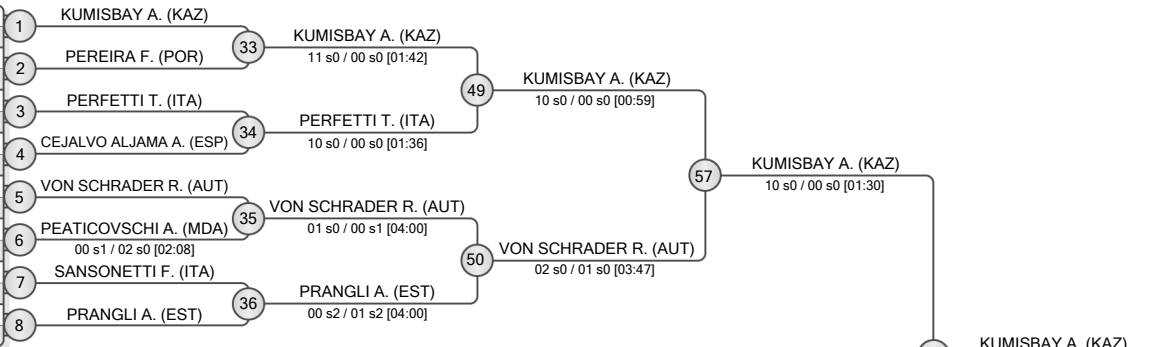 1
KUMISBAY A. (KAZ)
2
PEREIRA F. (POR)
33
KUMISBAY A. (KAZ)
11 s0 / 00 s0 [01:42]
3
PERFETTI T. (ITA)
4
CEJALVO ALJAMA A. (ESP)
34
PERFETTI T. (ITA)
10 s0 / 00 s0 [01:36]
49
KUMISBAY A. (KAZ)
10 s0 / 00 s0 [00:59]
5
VON SCHRADER R. (AUT)
6
PEATICOVSCHI A. (MDA)
00 s1 / 02 s0 [02:08]
35
VON SCHRADER R. (AUT)
01 s0 / 00 s1 [04:00]
7
SANSONETTI F. (ITA)
8
PRANGLI A. (EST)
36
PRANGLI A. (EST)
00 s2 / 01 s2 [04:00]
50
VON SCHRADER R. (AUT)
02 s0 / 01 s0 [03:47]
57
KUMISBAY A. (KAZ)
10 s0 / 00 s0 [01:30]
KUMISBAY A. (KAZ)